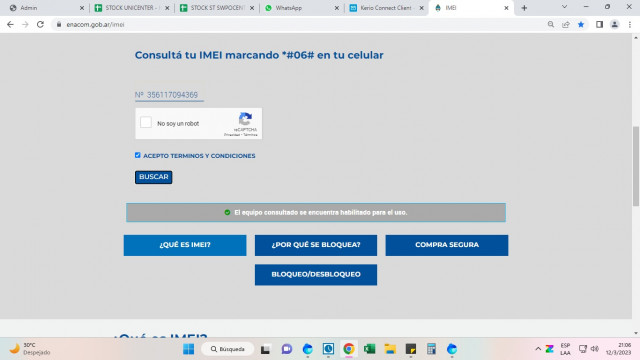 Admin
STOCK UNICENTER -
STOCK ST SWPOCEN
WhatsApp
Kerio Connect Client
IMEI
enacom.gob.ar/imei
Consultá tu IMEI marcando *#06# en tu celular
Nº 356117094369
No soy un robot
reCAPTCHA
Privacidad - Términos
ACEPTO TERMINOS Y CONDICIONES
BUSCAR
El equipo consultado se encuentra habilitado para el uso.
¿QUÉ ES IMEI?
¿POR QUÉ SE BLOQUEA?
COMPRA SEGURA
BLOQUEO/DESBLOQUEO
¿Qué es IMEI?
30°C
Despejado
Búsqueda
ESP
LAA
21:06
12/3/2023